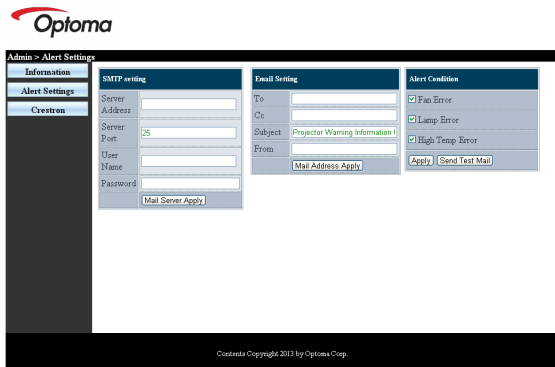 Optoma
Admin > Alert Settings
Information
Alert Settings
Crestron
SMTP setting
Server Address
Server Port
25
User Name
Password
Mail Server Apply
Email Setting
To
Cc
Subject
Projector Warning Information !
From
Mail Address Apply
Alert Condition
Fan Error
Lamp Error
High Temp Error
Apply
Send Test Mail
Contents Copyright 2013 by Optoma Corp.